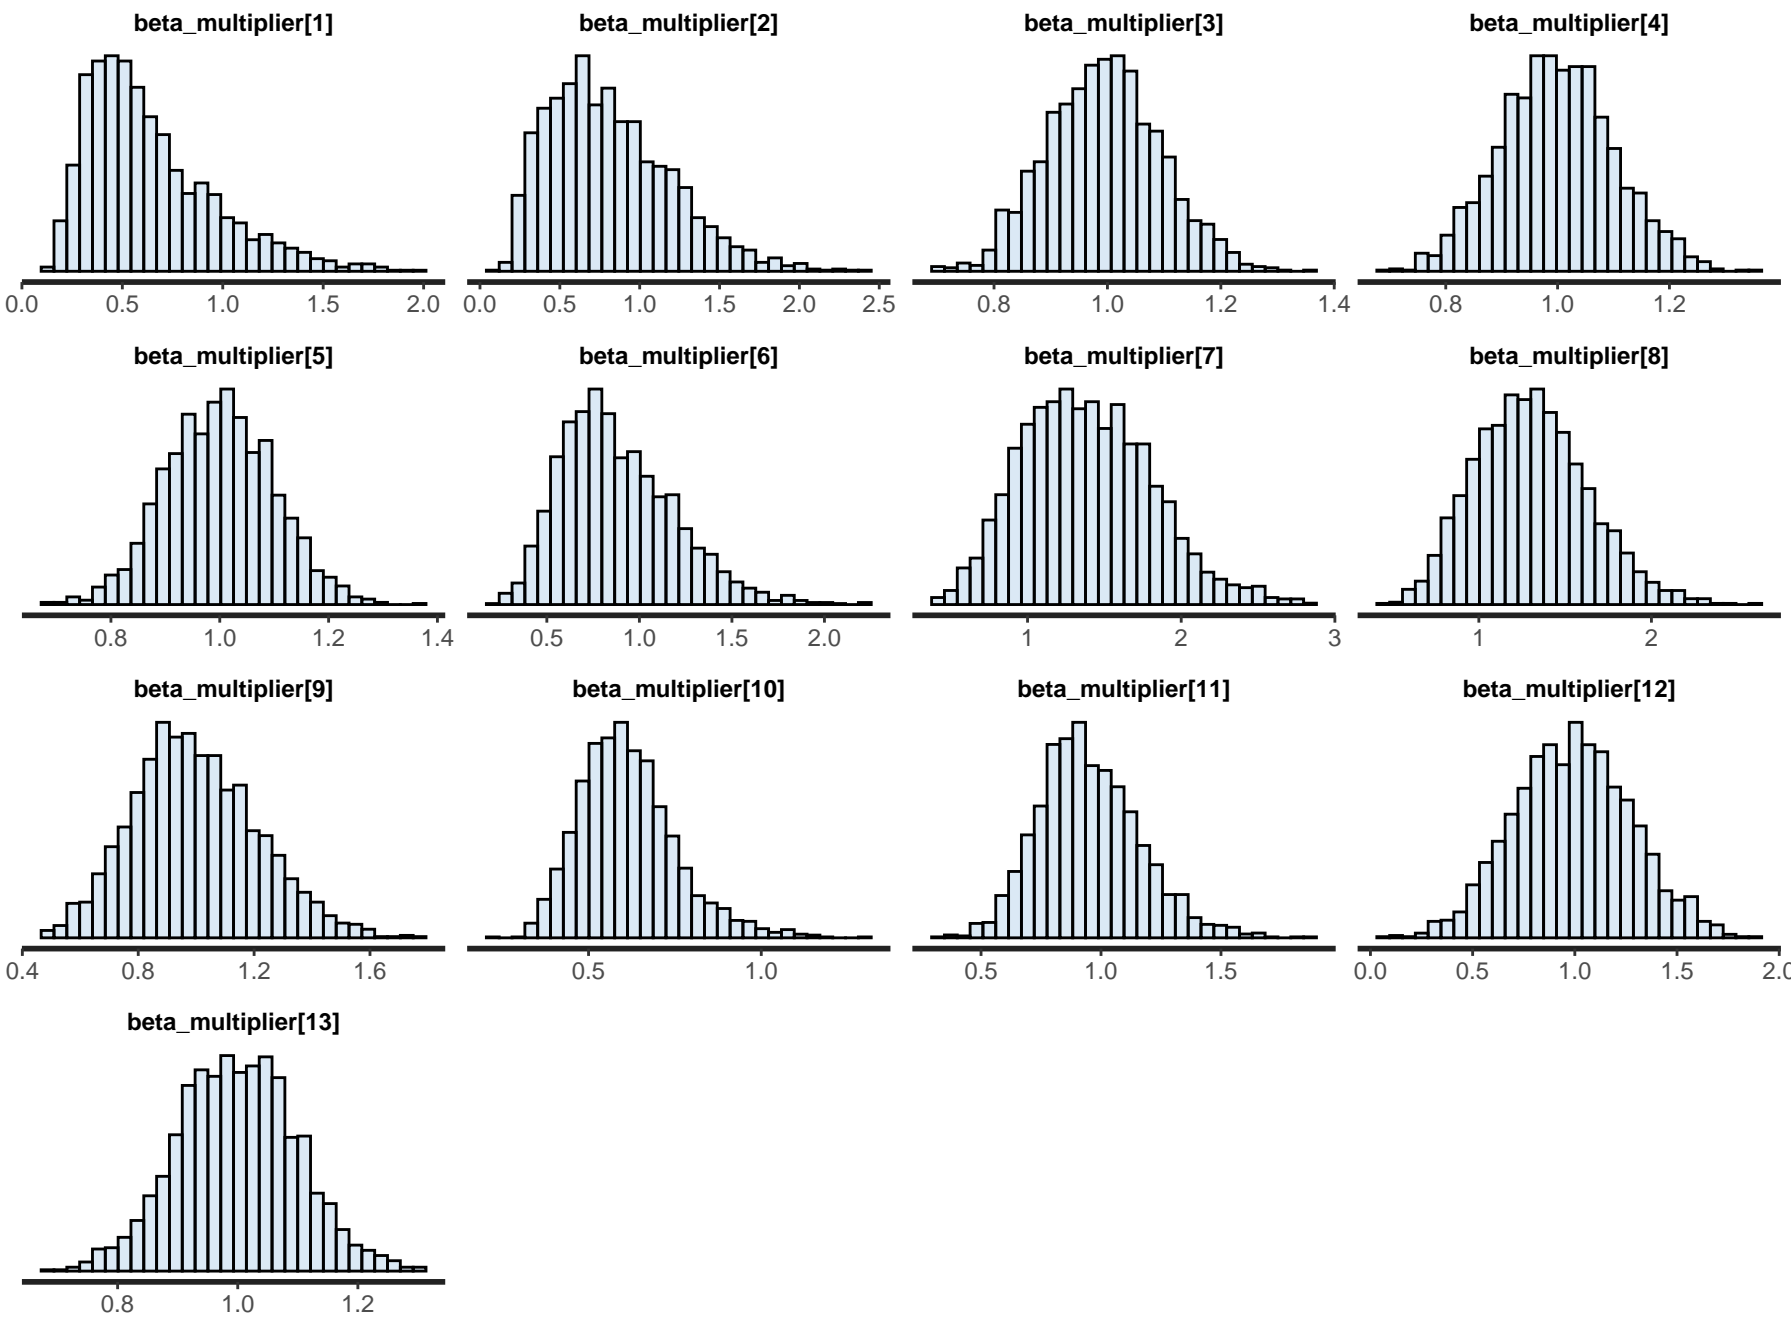 beta_multiplier[1] beta_multiplier[2] beta_multiplier[3] beta_multiplier[4]
0.0 0.5 1.0 1.5 2.0 0.0 0.5 1.0 1.5 2.0 2.5 0.8 1.0 1.2 1.4 0.8 1.0 1.2
beta_multiplier[5] beta_multiplier[6] beta_multiplier[7] beta_multiplier[8]
0.8 1.0 1.2 1.4 0.5 1.0 1.5 2.0 1 2 3 1 2
beta_multiplier[9] beta_multiplier[10] beta_multiplier[11] beta_multiplier[12]
0.4 0.8 1.2 1.6 0.5 1.0 0.5 1.0 1.5 0.0 0.5 1.0 1.5 2.0
beta_multiplier[13]
0.8 1.0 1.2